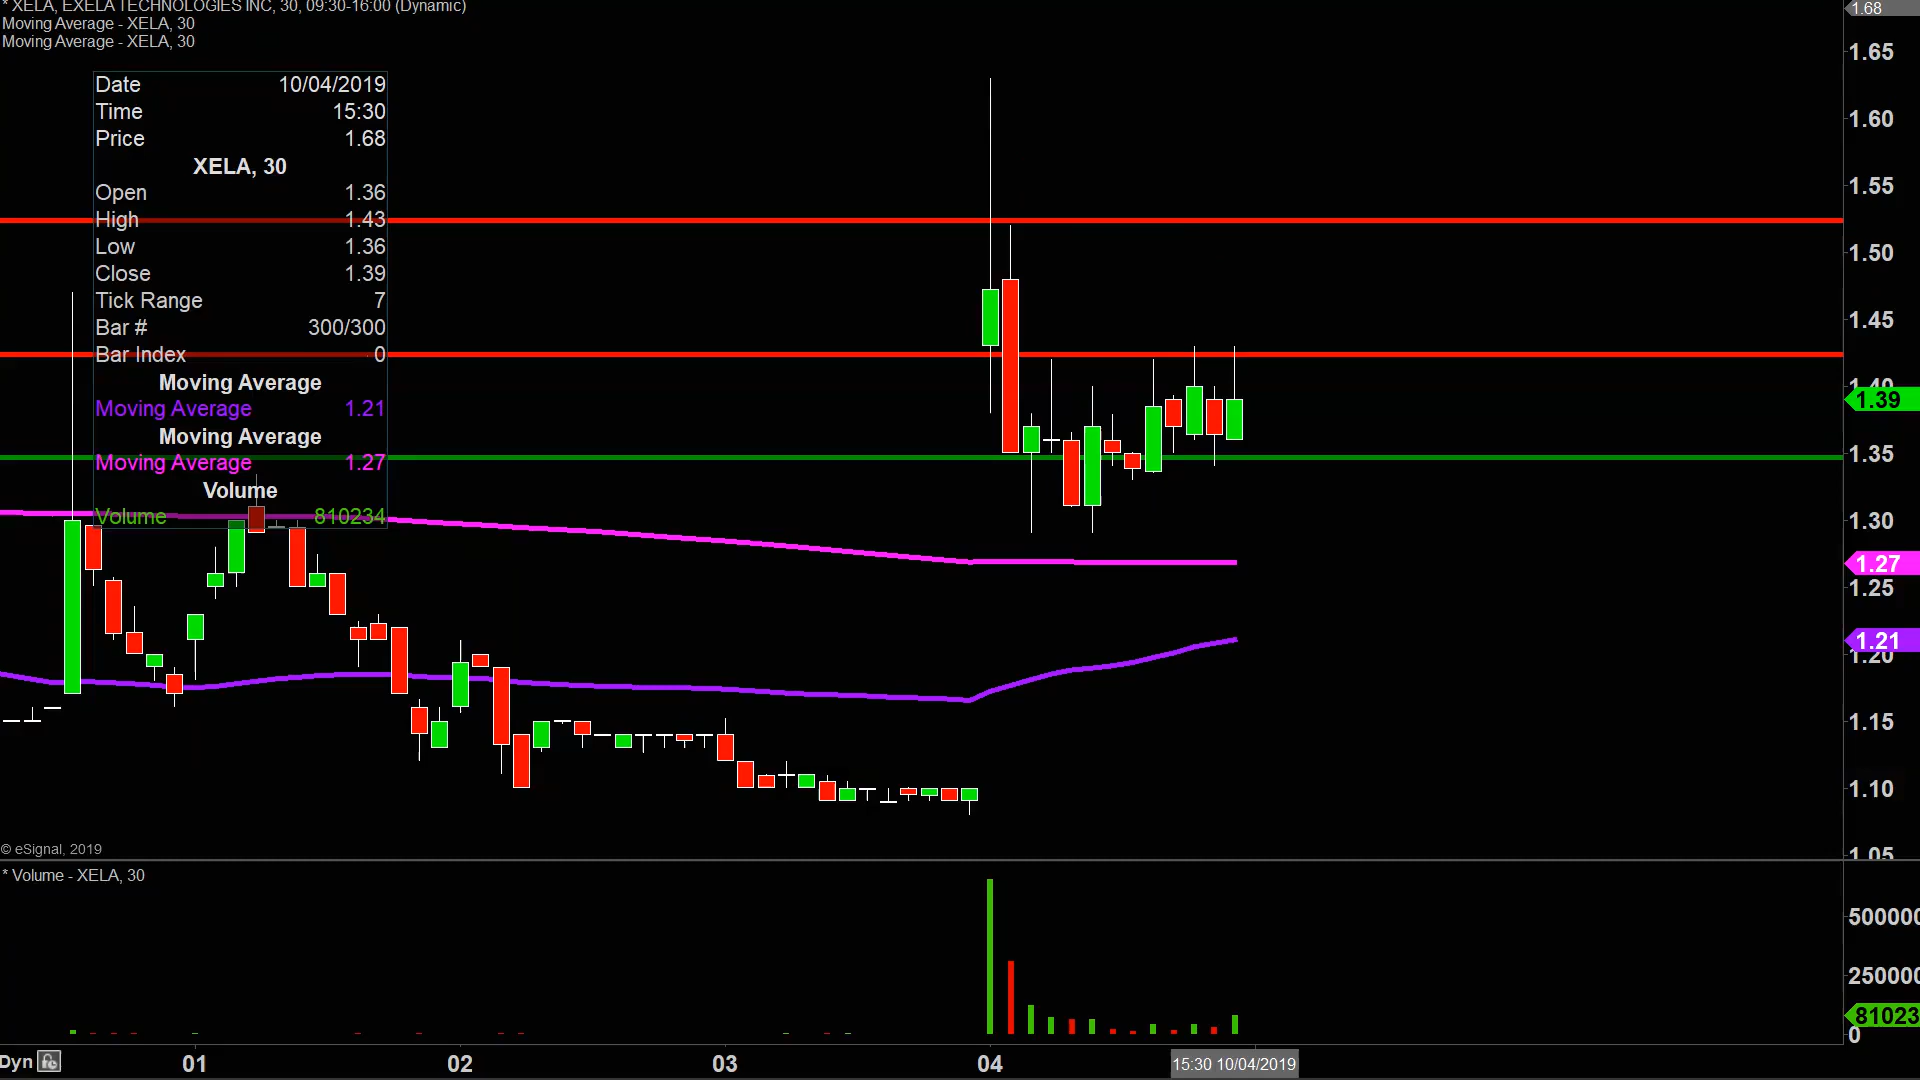 * XELA, EXELA TECHNOLOGIES INC, 30, 09:30-16:00 (Dynamic)
Moving Average - XELA, 30
Moving Average - XELA, 30
Date 10/04/2019
Time 15:30
Price 1.68
XELA, 30
Open 1.36
High 1.43
Low 1.36
Close 1.39
Tick Range 7
Bar # 300/300
Bar Index 0
Moving Average
Moving Average 1.21
Moving Average
Moving Average 1.27
Volume
Volume 810234
1.68
1.65
1.60
1.55
1.50
1.45
1.40
1.39
1.35
1.30
1.27
1.25
1.21
1.20
1.15
1.10
1.05
© eSignal, 2019
* Volume - XELA, 30
500000
250000
81023
0
Dyn
01
02
03
04
15:30 10/04/2019